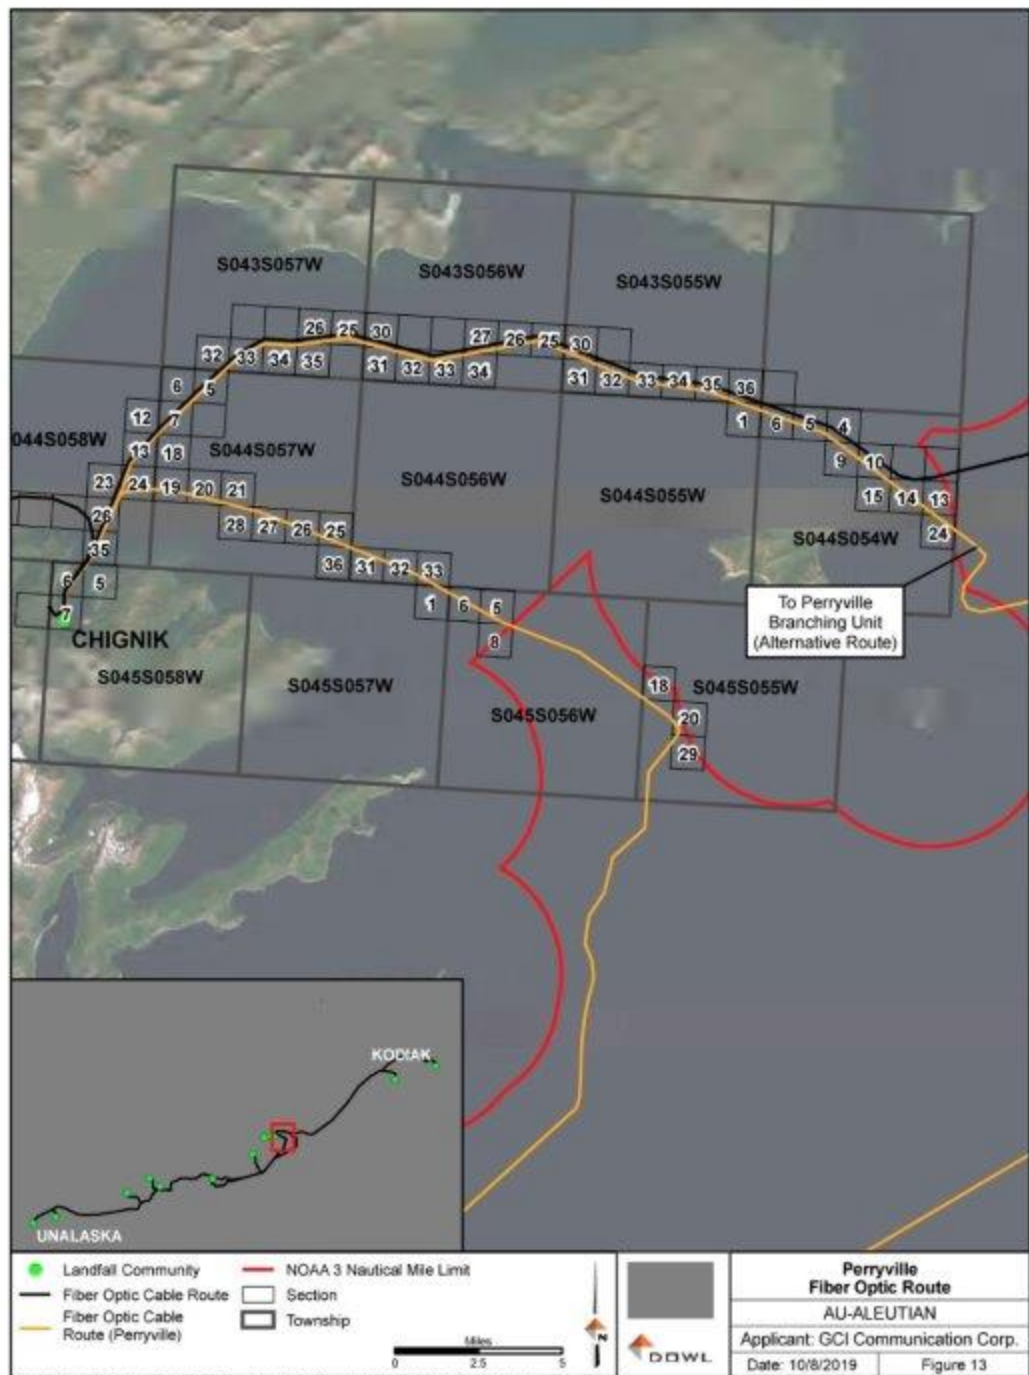 S043S057W
S043S056W
S043S055W
26 25 30
27 26 25 30
32 33 34 35
31 32 33 34
31 32 33 34 35 36
6 5
1 6 5 4
12 7
044S058W
13 18
S044S057W
9 10
S044S056W
23 24 19 20 21
S044S055W
15 14 13
26
28 27 26 25
24
35
S044S054W
36 31 32 33
6 5
1 6 5
To Perryville
Branching Unit
(Alternative Route)
7
CHIGNIK
8
S045S058W
S045S057W
18
S045S055W
S045S056W
20
29
KODIAK
UNALASKA
Landfall Community
Fiber Optic Cable Route
Fiber Optic Cable
Route (Perryville)
NOAA 3 Nautical Mile Limit
Section
Township
Miles
0 2.5 5
N
DOWL
Perryville
Fiber Optic Route
AU-ALEUTIAN
Applicant: GCI Communication Corp.
Date: 10/8/2019
Figure 13